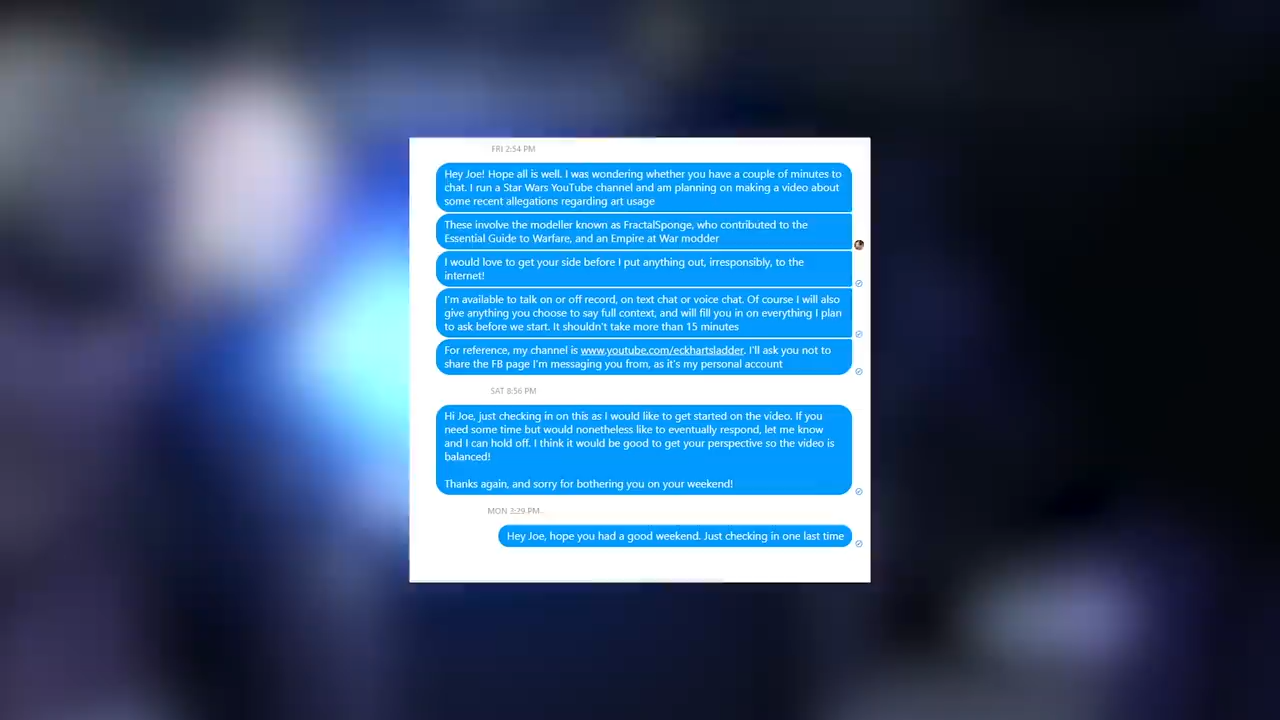 FRI 2:54 PM
Hey Joe! Hope all is well. I was wondering whether you have a couple of minutes to
chat. I run a Star Wars YouTube channel and am planning on making a video about
some recent allegations regarding art usage
These involve the modeller known as FractalSponge, who contributed to the
Essential Guide to Warfare, and an Empire at War modder
I would love to get your side before I put anything out, irresponsibly, to the
internet!
I'm available to talk on or off record, on text chat or voice chat. Of course I will also
give anything you choose to say full context, and will fill you in on everything I plan
to ask before we start. It shouldn't take more than 15 minutes
For reference, my channel is www.youtube.com/eckhartsladder. I'll ask you not to
share the FB page I'm messaging you from, as it's my personal account
SAT 8:56 PM
Hi Joe, just checking in on this as I would like to get started on the video. If you
need some time but would nonetheless like to eventually respond, let me know
and I can hold off. I think it would be good to get your perspective so the video is
balanced!
Thanks again, and sorry for bothering you on your weekend!
MON 3:29 PM
Hey Joe, hope you had a good weekend. Just checking in one last time